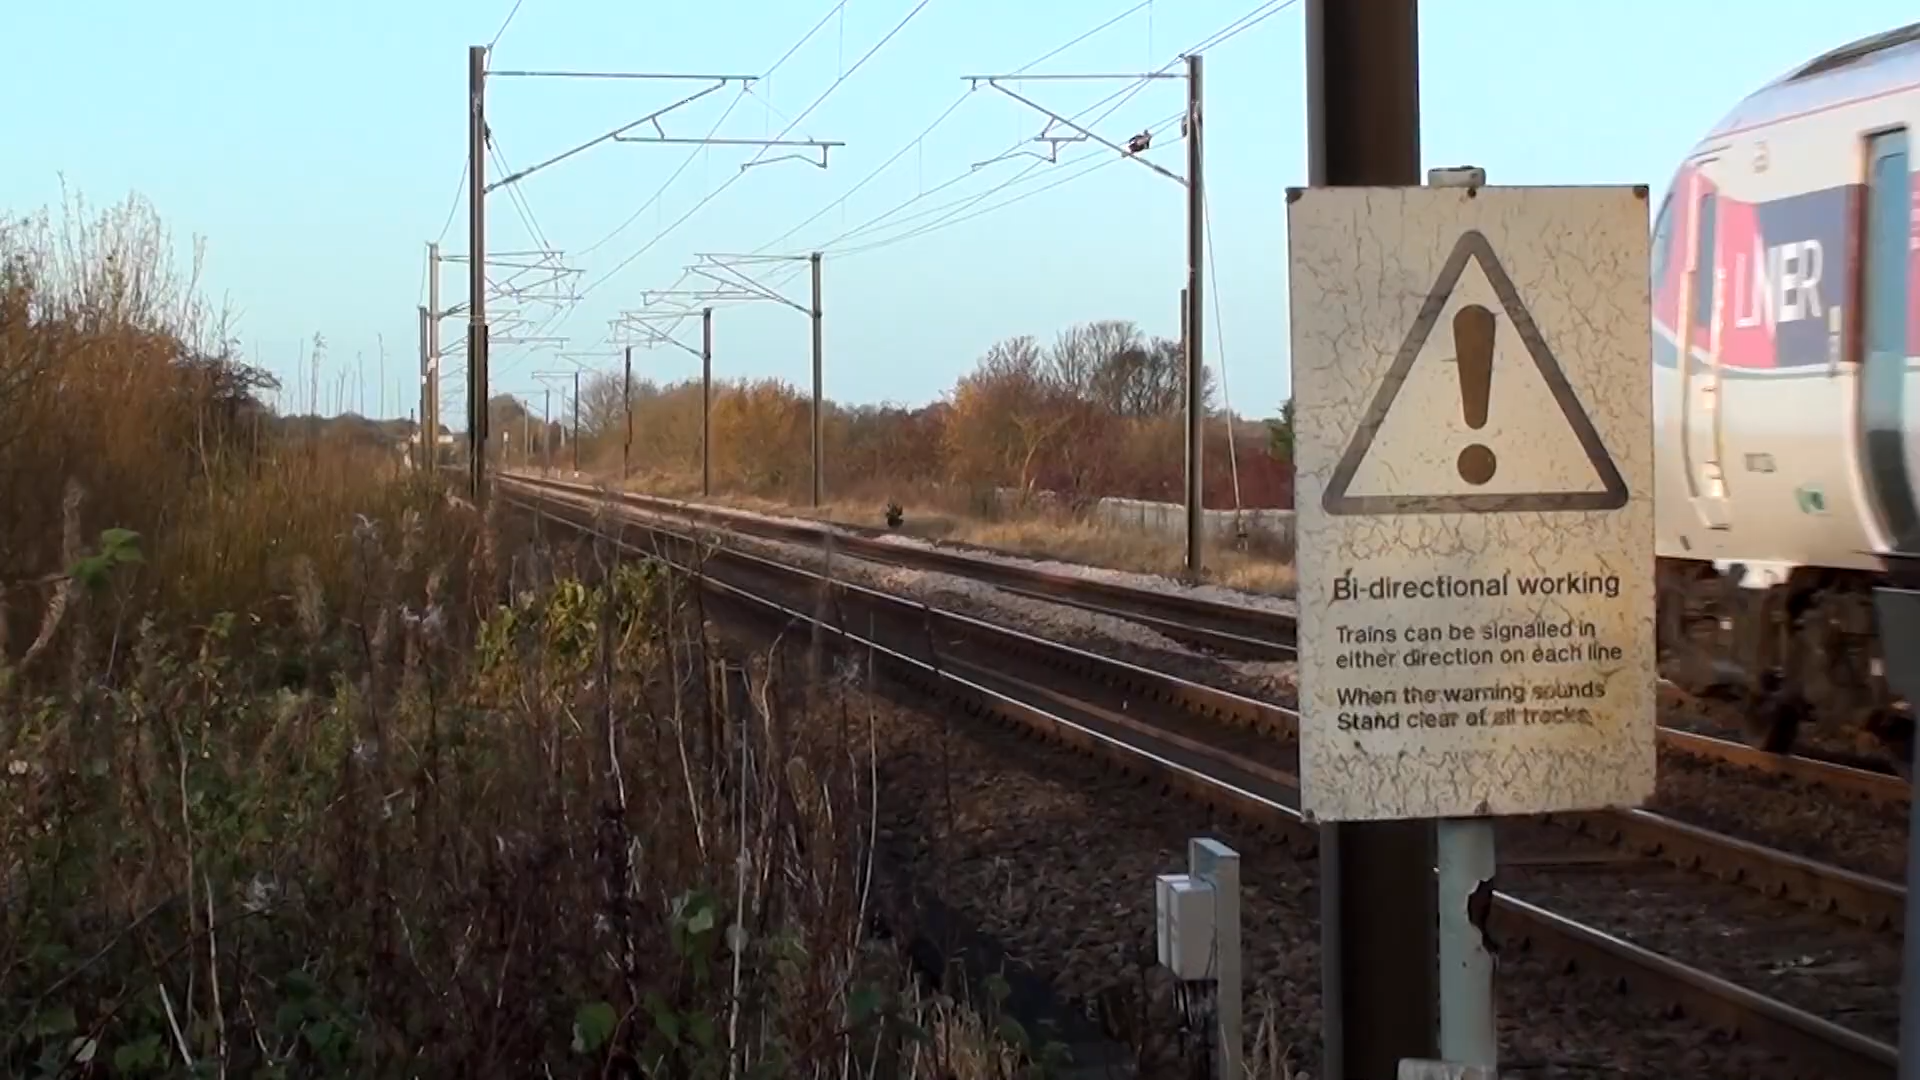 LNER
Bi-directional working
Trains can be signalled in
either direction on each line
When the warning sounds
Stand clear of all tracks